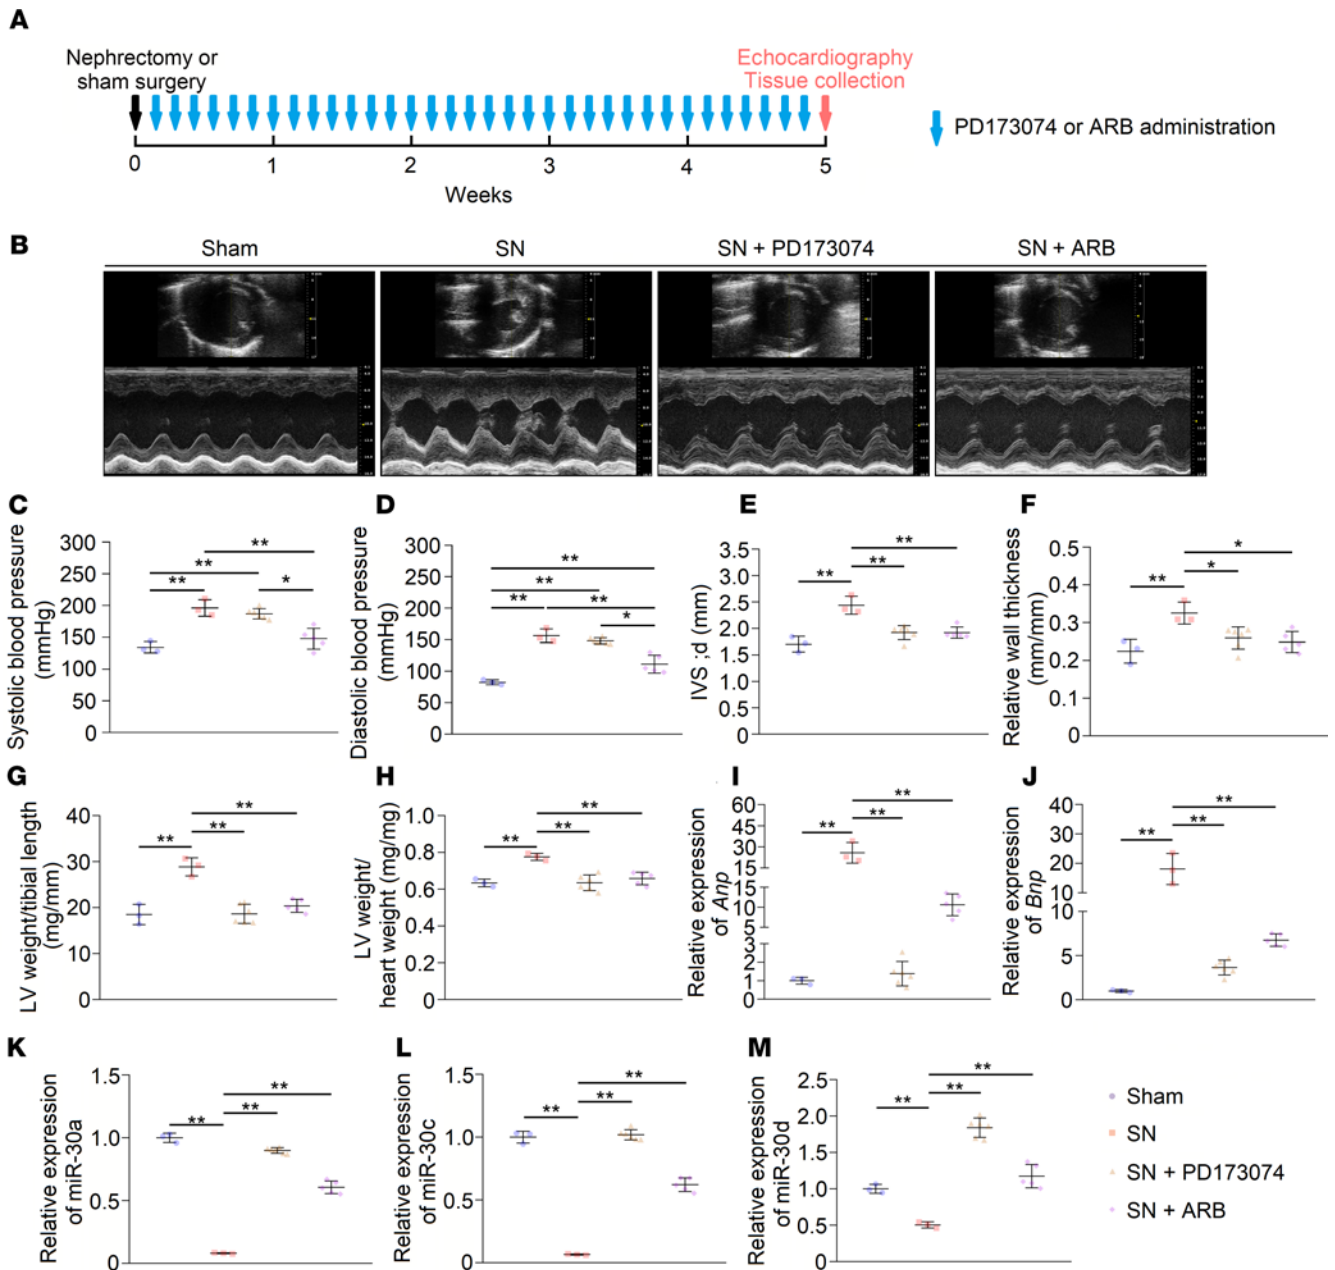 A
Nephrectomy or
sham surgery
Echocardiography
Tissue collection
PD173074 or ARB administration
0 1 2 3 4 5
Weeks
B
Sham SN SN + PD173074 SN + ARB
C
Systolic blood pressure
(mmHg)
300
250
200
150
100
50
0
** ** ** *
D
Diastolic blood pressure
(mmHg)
300
250
200
150
100
50
0
** ** ** ** *
E
IVS ;d (mm)
3.5
3.0
2.5
2.0
1.5
1.0
0.5
0
** ** **
F
Relative wall thickness
(mm/mm)
0.5
0.4
0.3
0.2
0.1
0
** * *
G
LV weight/tibial length
(mg/mm)
40
30
20
10
0
** ** **
H
LV weight/
heart weight (mg/mg)
1.0
0.8
0.6
0.4
0.2
0
** ** **
I
Relative expression
of Anp
60
45
30
15
15
10
5
3
2
1
0
** ** **
J
Relative expression
of Bnp
40
30
20
10
10
5
0
** ** **
K
Relative expression
of miR-30a
1.5
1.0
0.5
0
** ** **
L
Relative expression
of miR-30c
1.5
1.0
0.5
0
** ** **
M
Relative expression
of miR-30d
2.5
2.0
1.5
1.0
0.5
0
** ** **
Sham
SN
SN + PD173074
SN + ARB